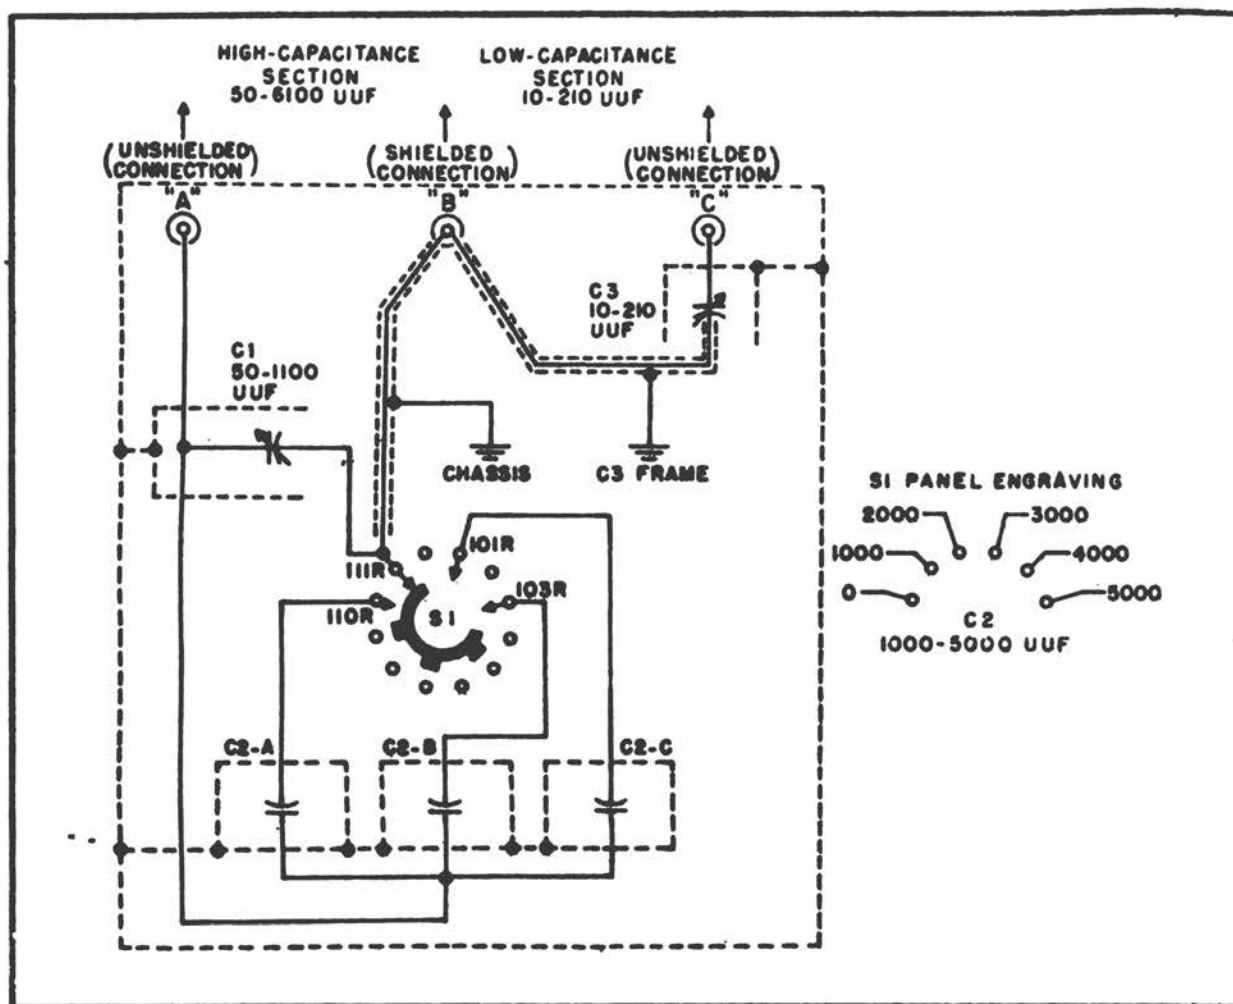 HIGH-CAPACITANCE
SECTION
50-6100 UUF
LOW-CAPACITANCE
SECTION
10-210 UUF
(UNSHIELDED
CONNECTION)
"A"
(SHIELDED
CONNECTION)
"B"
(UNSHIELDED
CONNECTION)
"C"
C3
10-210
UUF
C1
50-1100
UUF
CHASSIS
C3 FRAME
S1 PANEL ENGRAVING
2000
3000
1000
4000
0
5000
C2
1000-5000 UUF
101R
111R
103R
110R
S1
C2-A
C2-B
C2-C